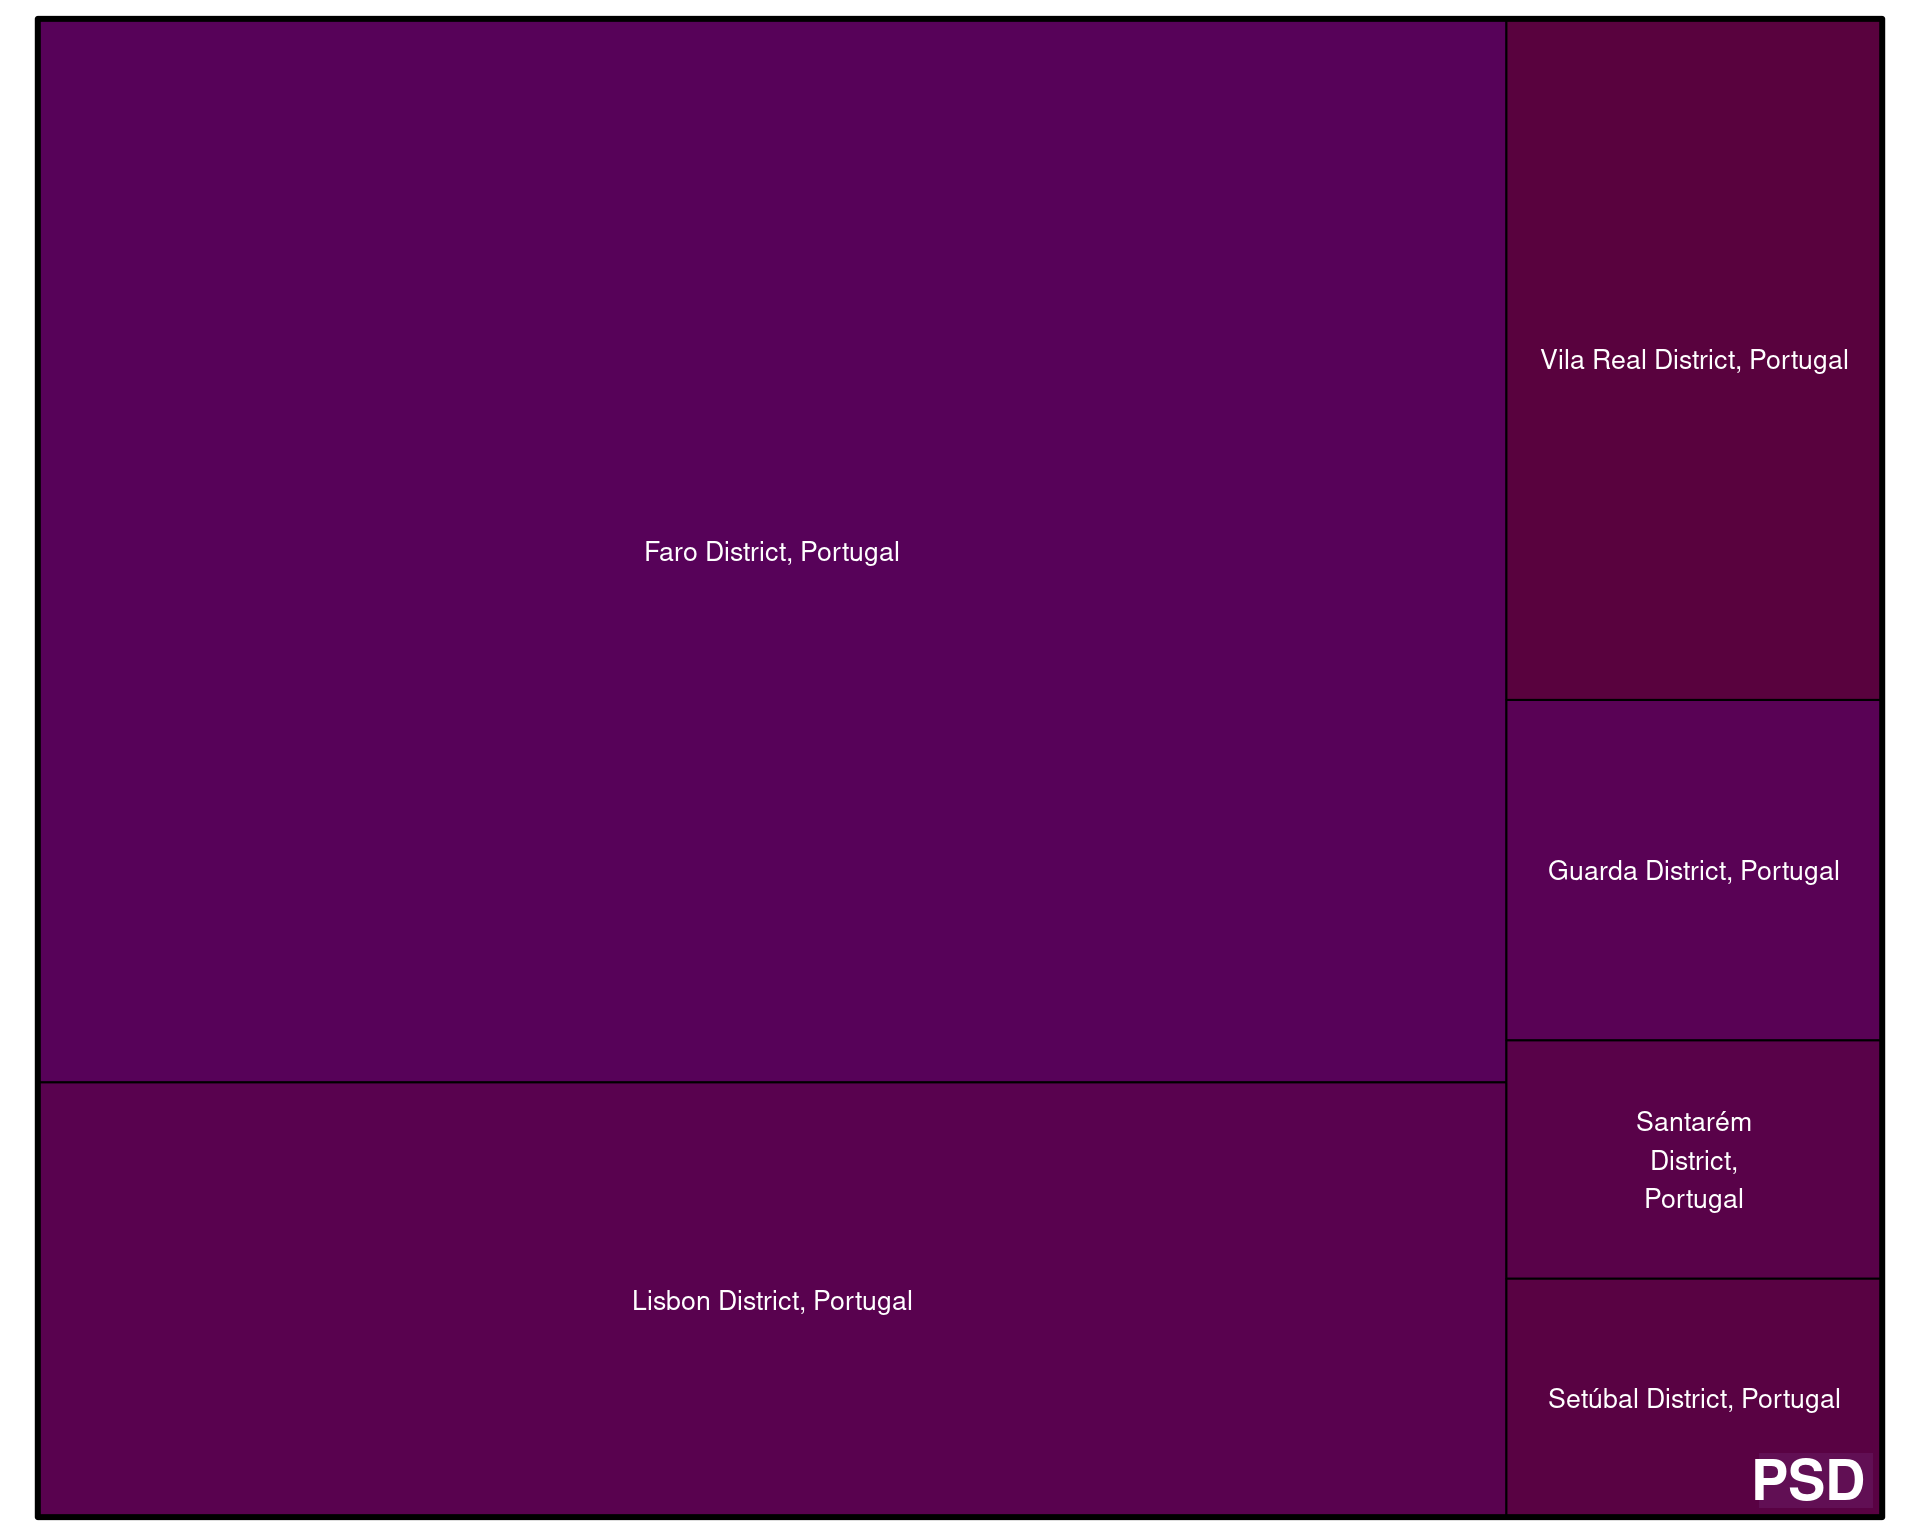 Faro District, Portugal
Lisbon District, Portugal
Vila Real District, Portugal
Guarda District, Portugal
Santarém
District,
Portugal
Setúbal District, Portugal
PSD